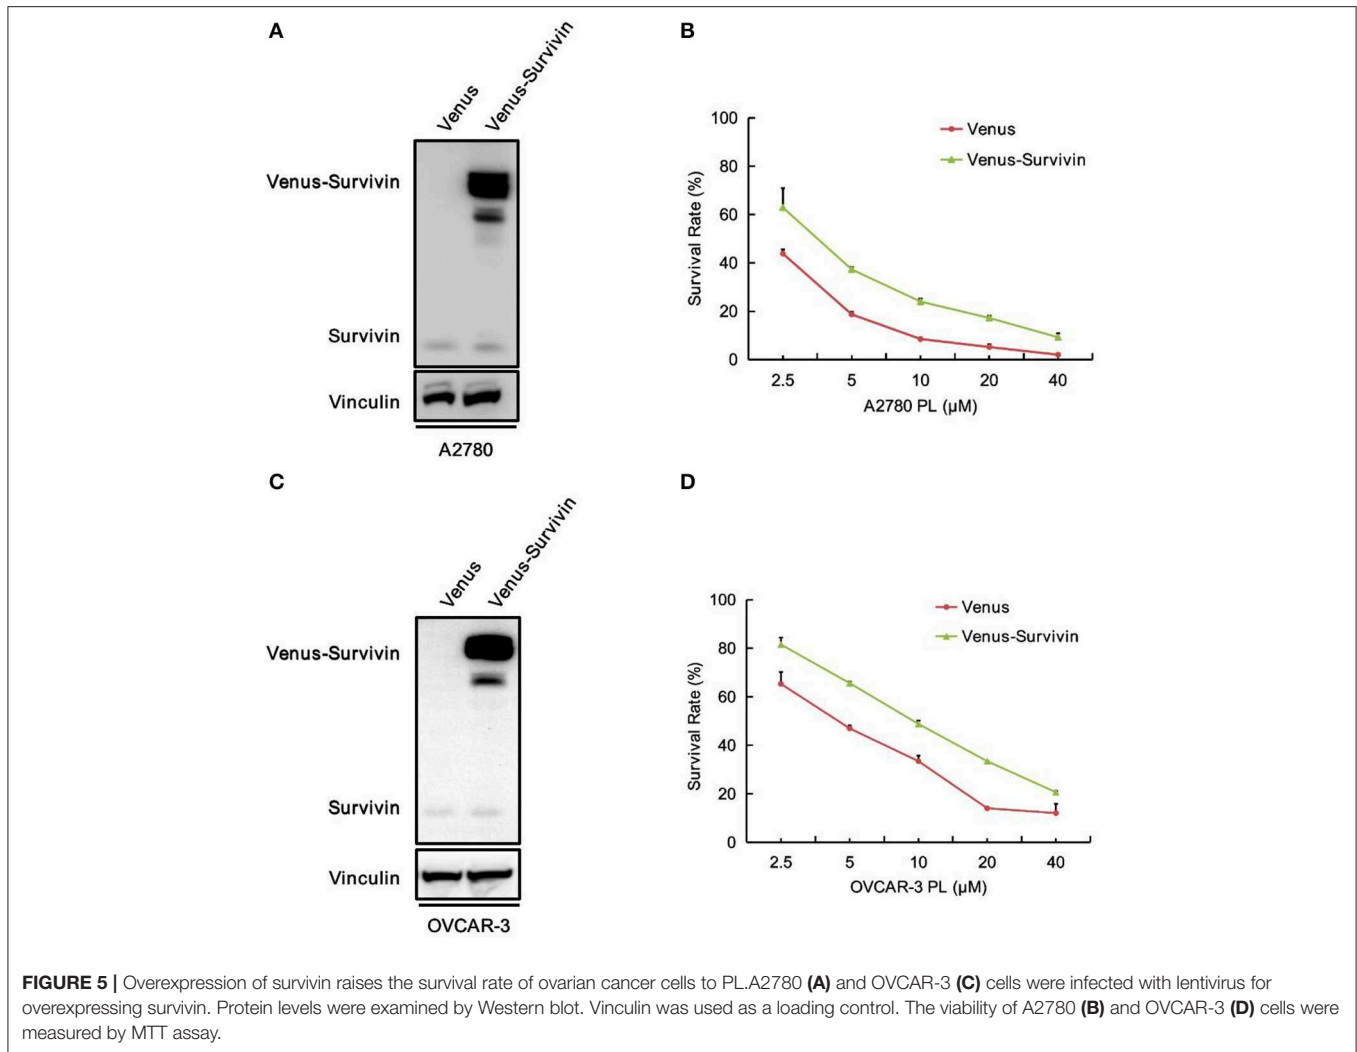 A
Venus
Venus-Survivin
Venus-Survivin
Survivin
Vinculin
A2780
B
100
80
60
40
20
0
Survival Rate (%)
Venus
Venus-Survivin
2.5 5 10 20 40
A2780 PL (µM)
C
Venus
Venus-Survivin
Venus-Survivin
Survivin
Vinculin
OVCAR-3
D
100
80
60
40
20
0
Survival Rate (%)
Venus
Venus-Survivin
2.5 5 10 20 40
OVCAR-3 PL (µM)
FIGURE 5 | Overexpression of survivin raises the survival rate of ovarian cancer cells to PL.A2780 (A) and OVCAR-3 (C) cells were infected with lentivirus for
overexpressing survivin. Protein levels were examined by Western blot. Vinculin was used as a loading control. The viability of A2780 (B) and OVCAR-3 (D) cells were
measured by MTT assay.